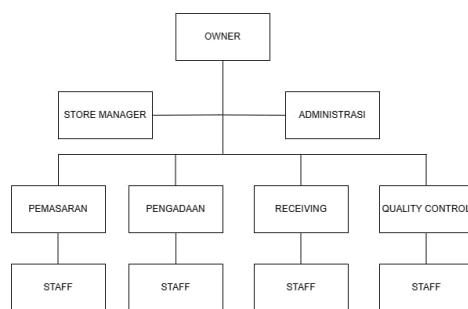 OWNER
STORE MANAGER
ADMINISTRASI
PEMASARAN
PENGADAAN
RECEIVING
QUALITY CONTROL
STAFF
STAFF
STAFF
STAFF